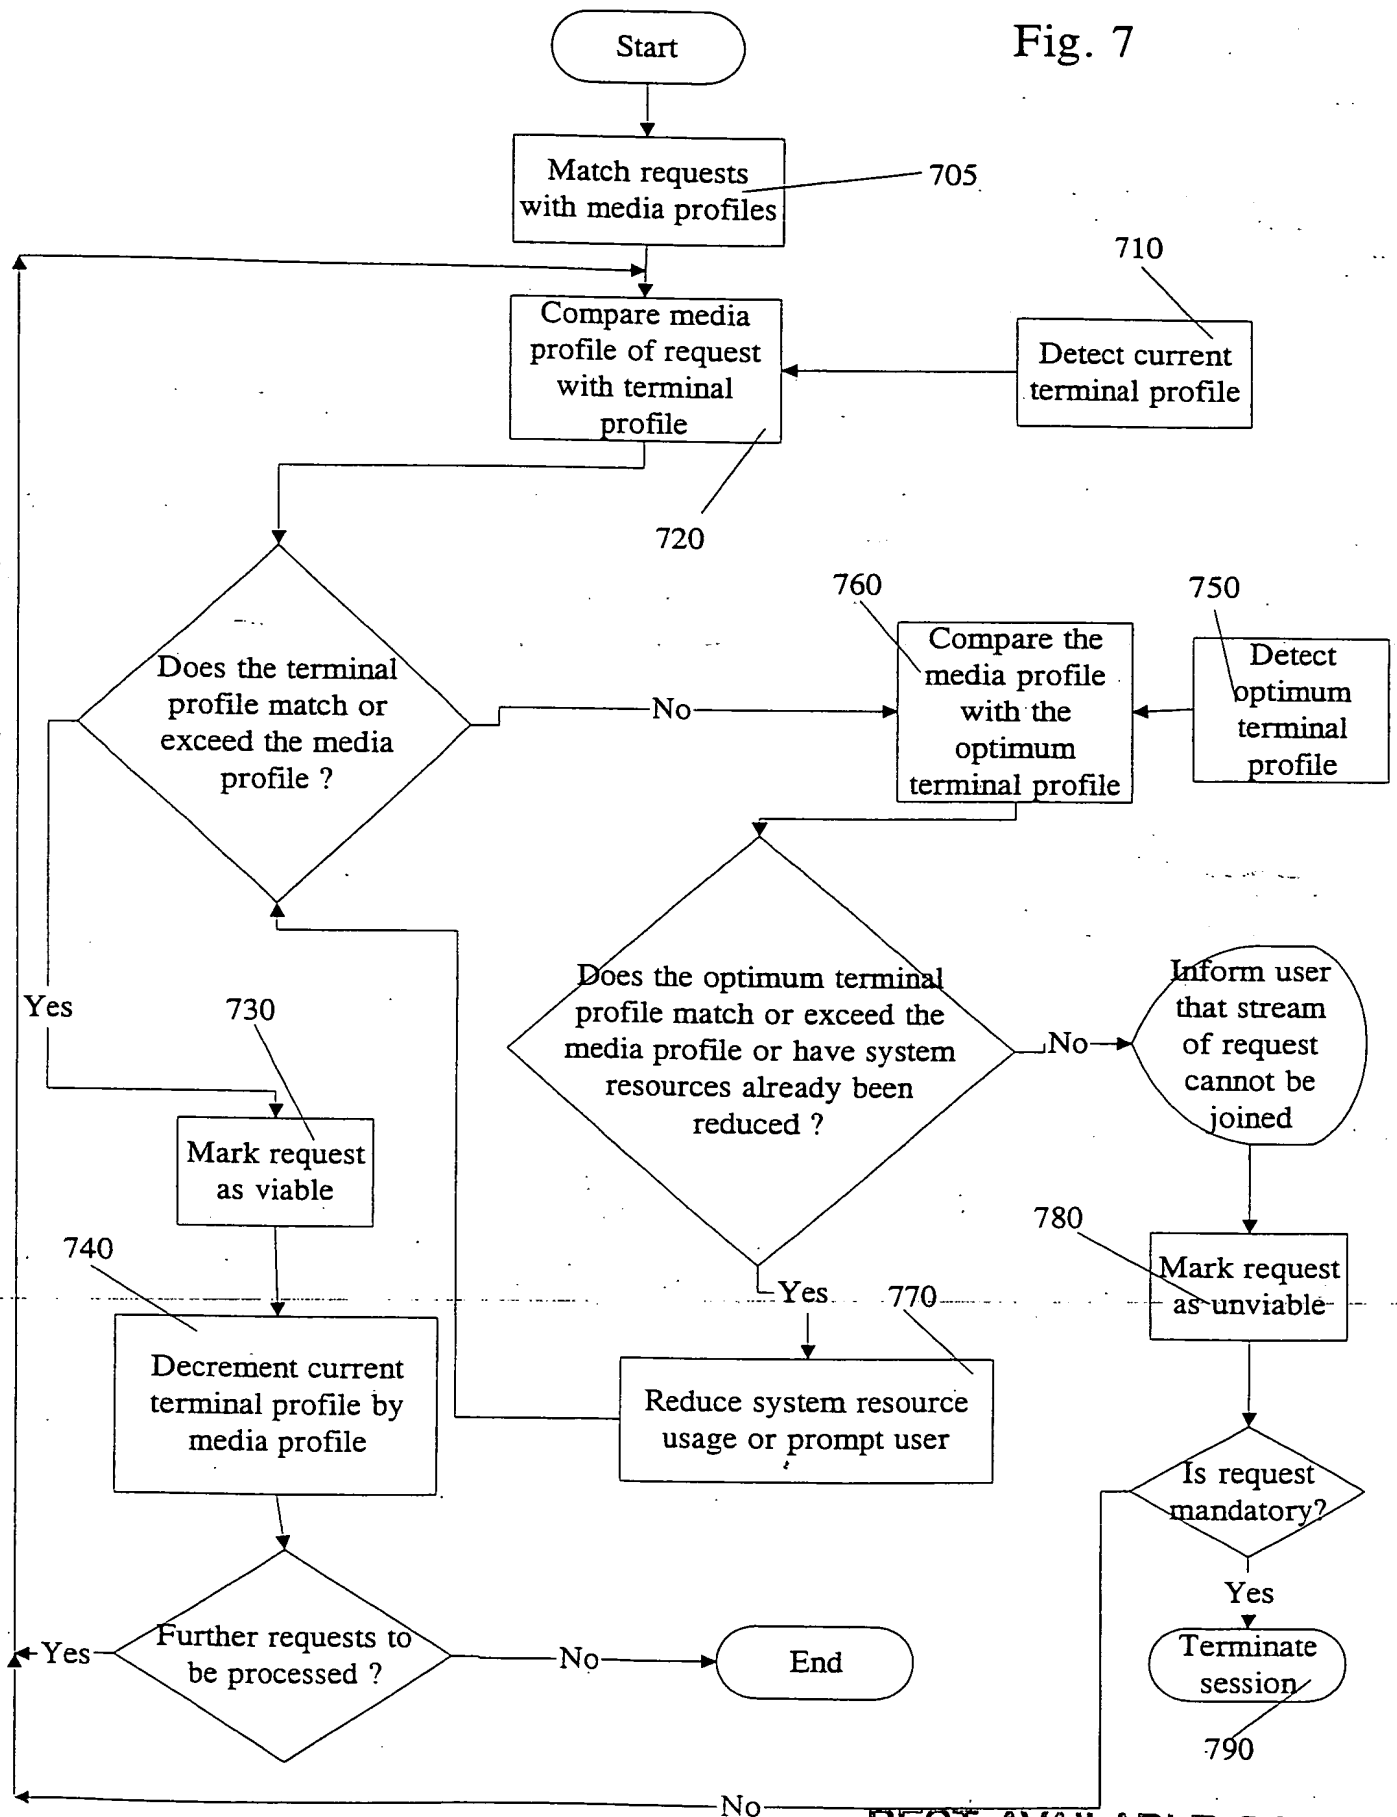 Fig. 7
Start
Match requests
with media profiles
705
710
Compare media
profile of request
with terminal
profile
Detect current
terminal profile
720
760
750
Does the terminal
profile match or
exceed the media
profile ?
No
Compare the
media profile
with the
optimum
terminal profile
Detect
optimum
terminal
profile
Yes
730
Does the optimum terminal
profile match or exceed the
media profile or have system
resources already been
reduced ?
No
Inform user
that stream
of request
cannot be
joined
Mark request
as viable
740
Yes
770
780
Mark request
as unviable
Decrement current
terminal profile by
media profile
Reduce system resource
usage or prompt user
Is request
mandatory?
Yes
Further requests to
be processed ?
Yes
No
End
Terminate
session
790
No